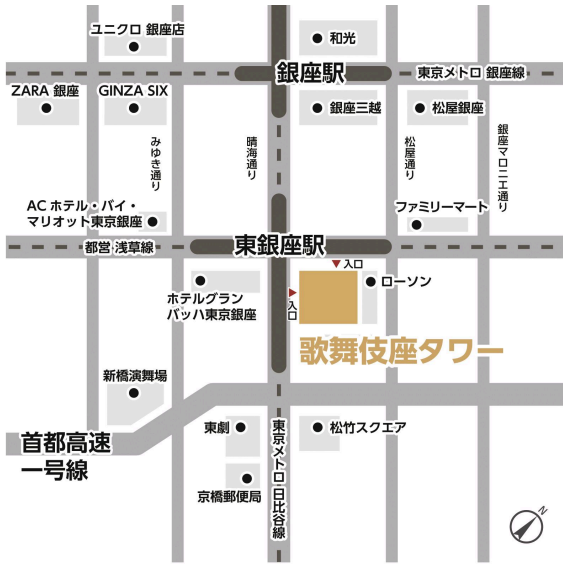 ユニクロ 銀座店
和光
銀座駅
東京メトロ 銀座線
ZARA 銀座
GINZA SIX
銀座三越
松屋銀座
みゆき通り
晴海通り
松屋通り
銀座マロニエ通り
ACホテル・バイ・
マリオット東京銀座
ファミリーマート
都営 浅草線
東銀座駅
入口
ローソン
ホテルグラン
バッハ東京銀座
入口
歌舞伎座タワー
新橋演舞場
首都高速
一号線
東劇
東京メトロ 日比谷線
松竹スクエア
京橋郵便局
N